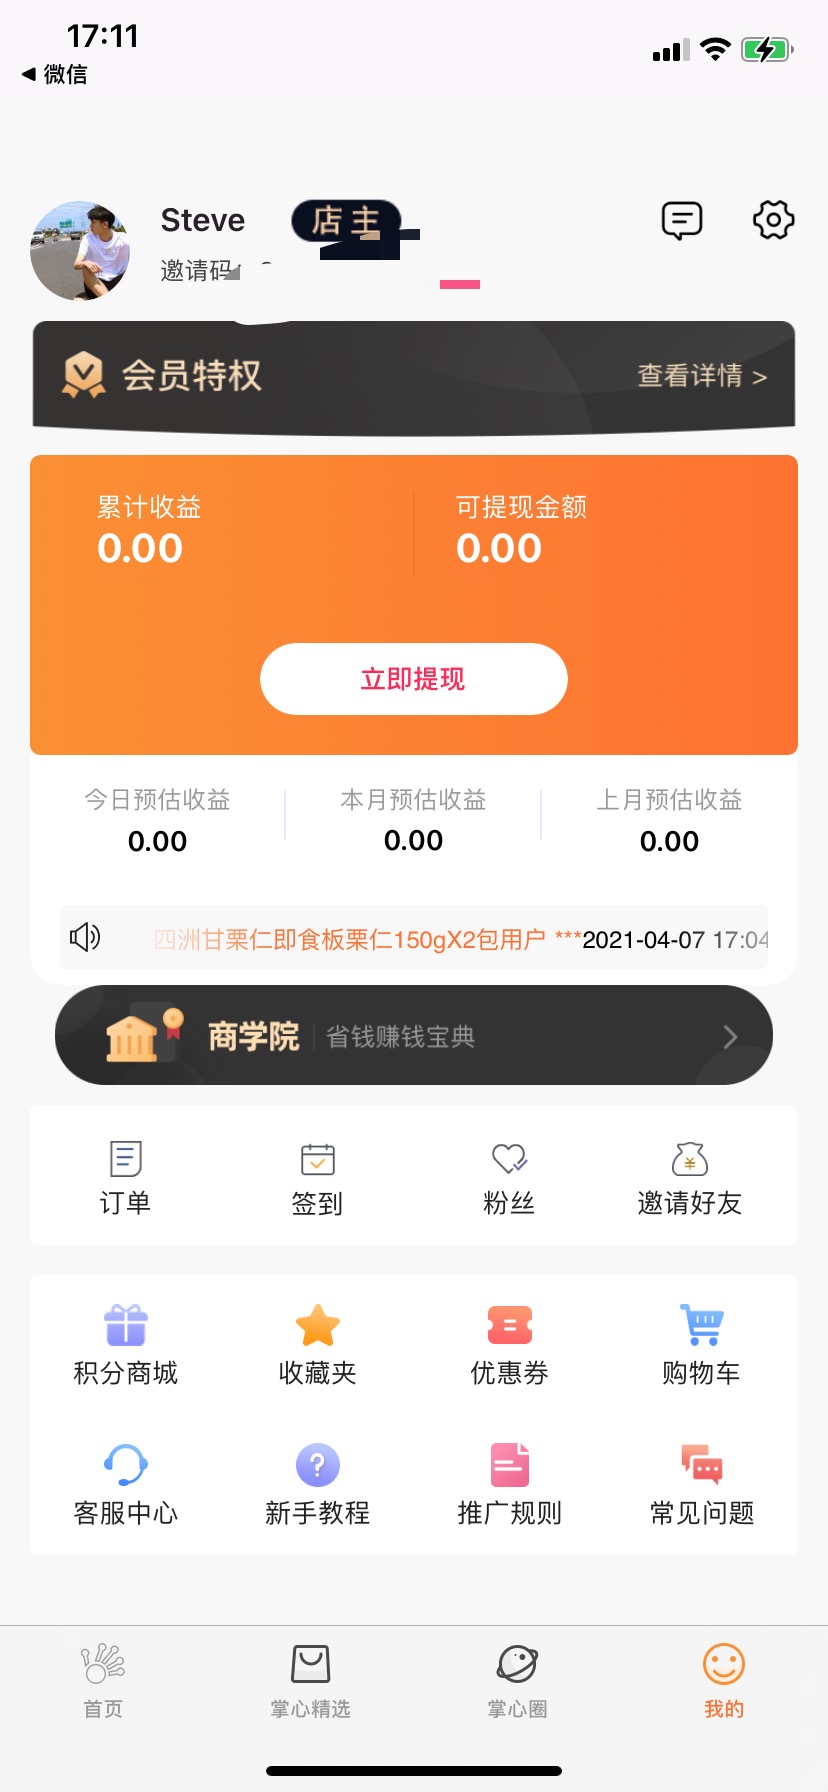 17:11
◀ 微信
Steve
店主
邀请码
会员特权
查看详情 >
累计收益
可提现金额
0.00
0.00
立即提现
今日预估收益
本月预估收益
上月预估收益
0.00
0.00
0.00
四洲甘栗仁即食板栗仁150gX2包用户 ***2021-04-07 17:04
商学院
省钱赚钱宝典
订单
签到
粉丝
邀请好友
积分商城
收藏夹
优惠券
购物车
客服中心
新手教程
推广规则
常见问题
首页
掌心精选
掌心圈
我的